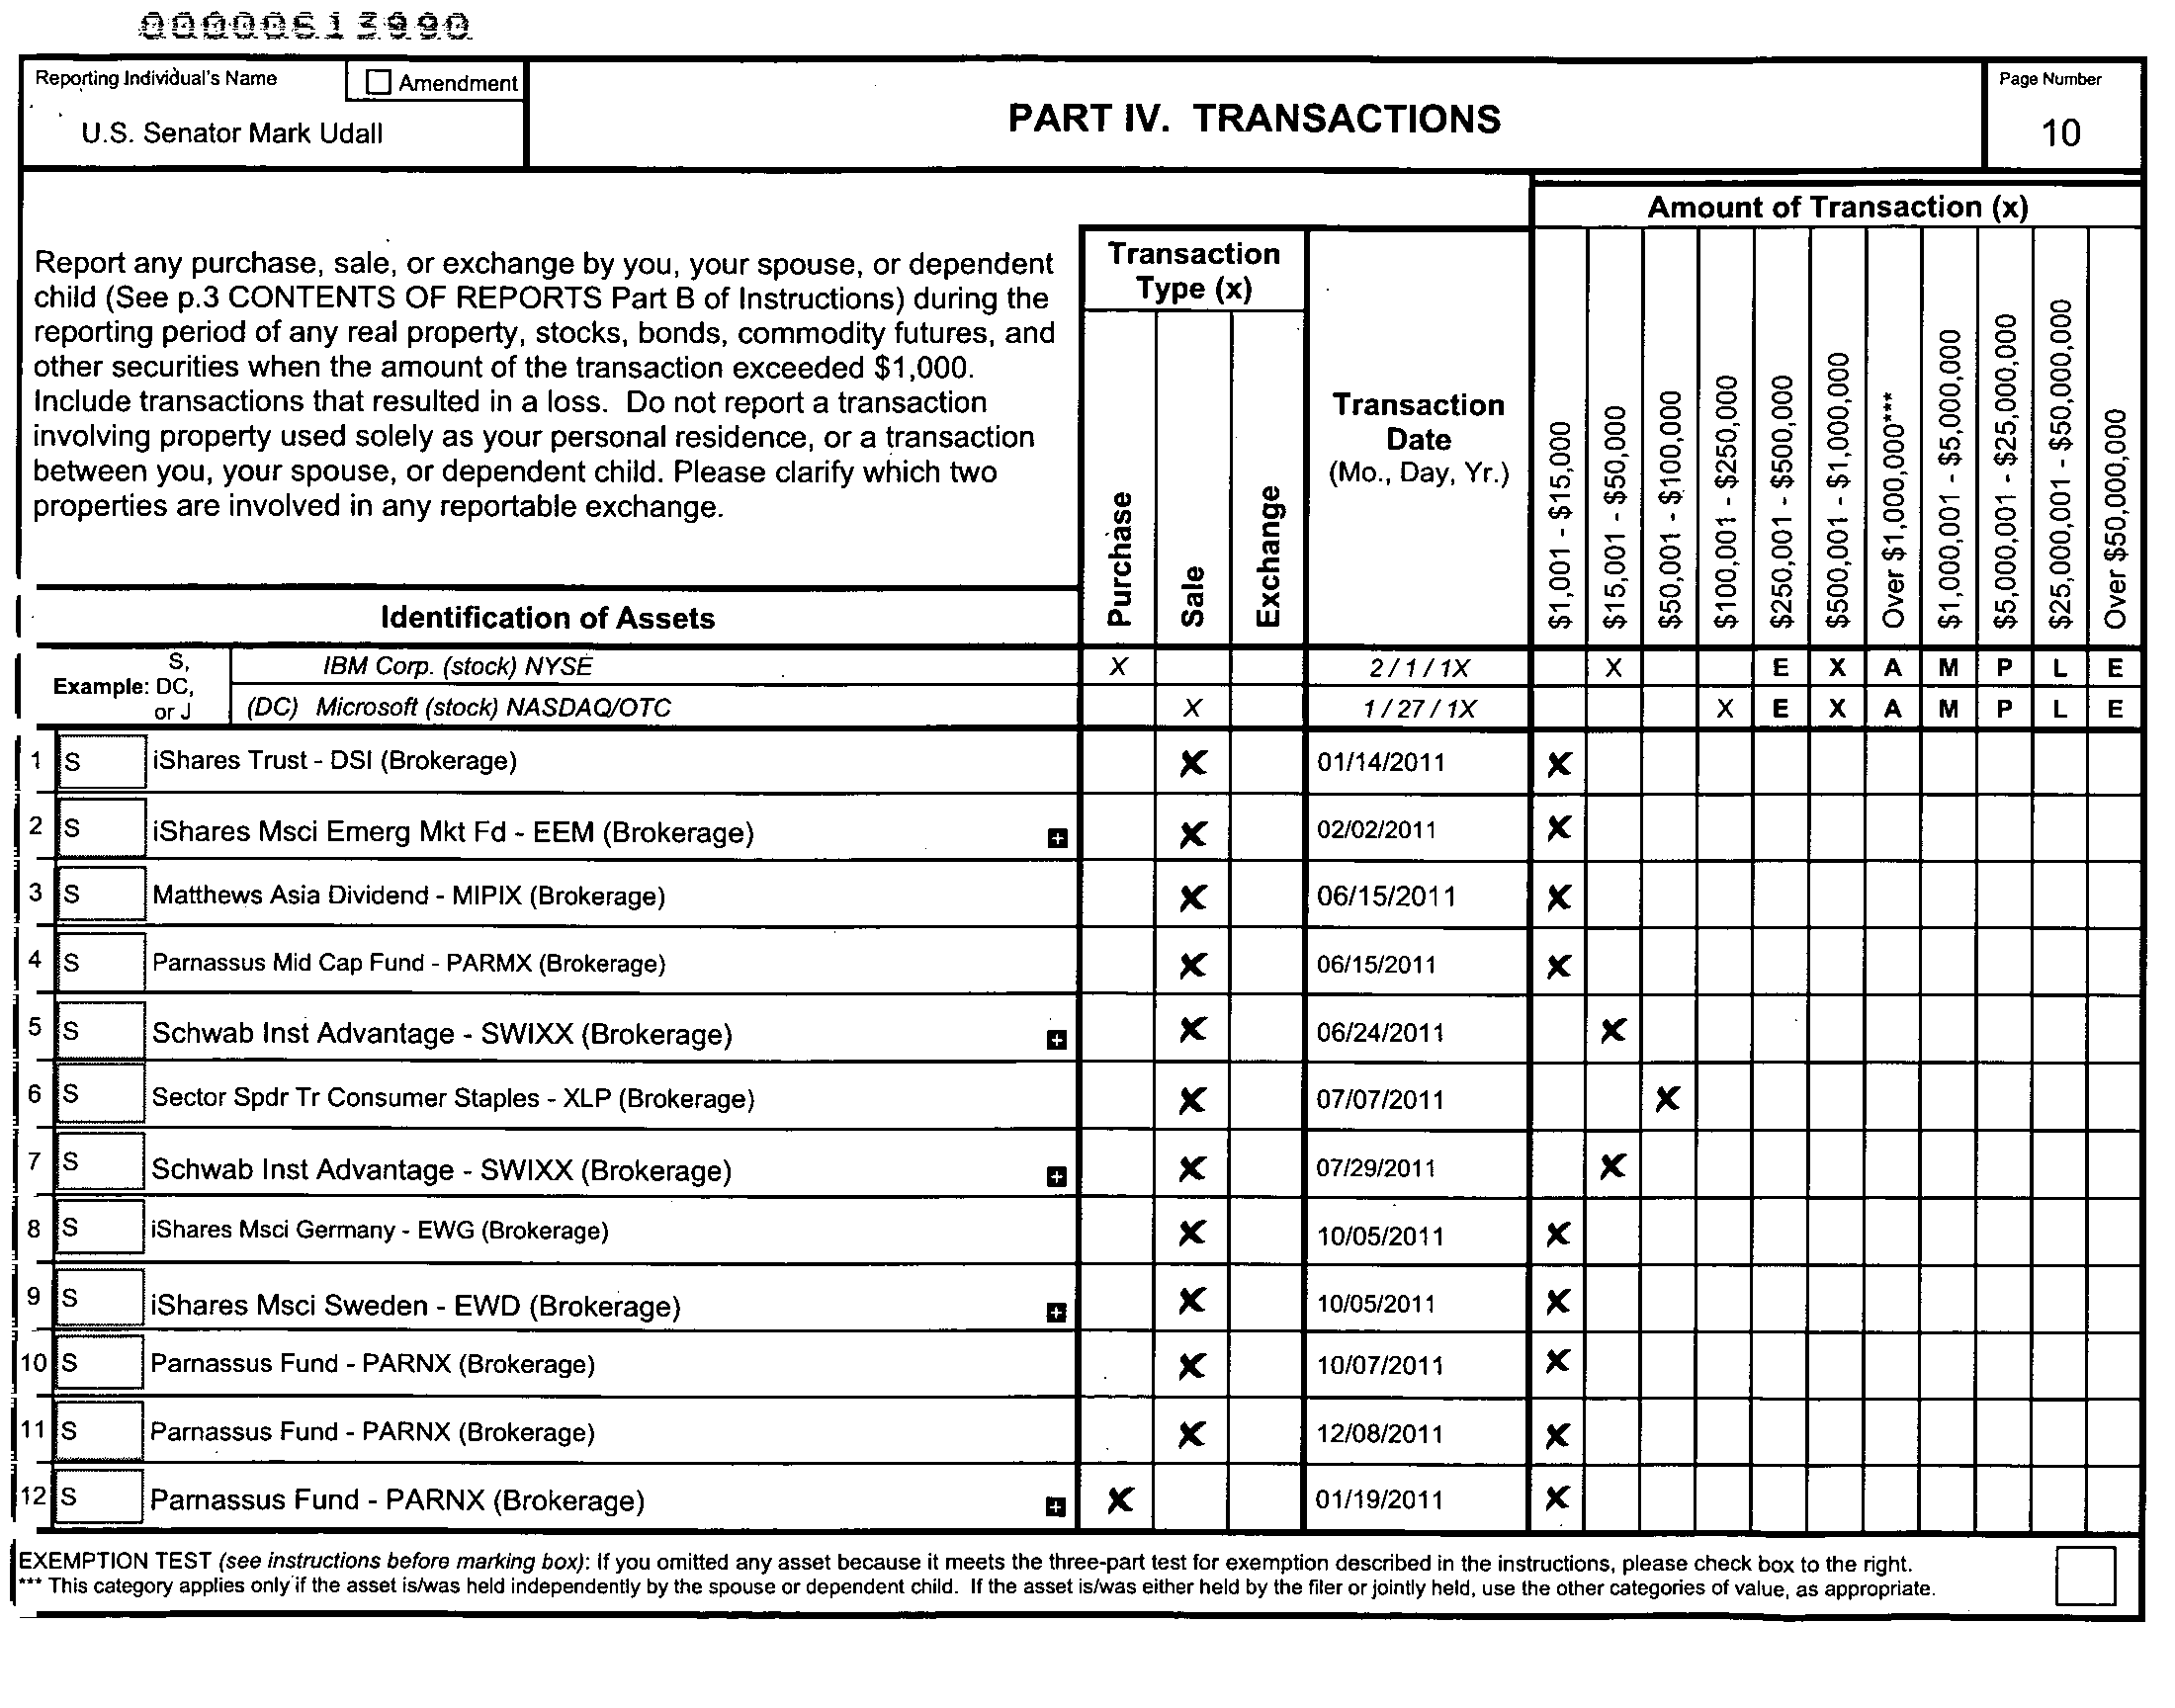 00000613990
Reporting Individual's Name
Amendment
U.S. Senator Mark Udall
PART IV. TRANSACTIONS
Page Number
10
Amount of Transaction (x)
Report any purchase, sale, or exchange by you, your spouse, or dependent
child (See p.3 CONTENTS OF REPORTS Part B of Instructions) during the
reporting period of any real property, stocks, bonds, commodity futures, and
other securities when the amount of the transaction exceeded $1,000.
Include transactions that resulted in a loss. Do not report a transaction
involving property used solely as your personal residence, or a transaction
between you, your spouse, or dependent child. Please clarify which two
properties are involved in any reportable exchange.
Transaction
Type (x)
Purchase
Sale
Exchange
Transaction
Date
(Mo., Day, Yr.)
$1,001 - $15,000
$15,001 - $50,000
$50,001 - $100,000
$100,001 - $250,000
$250,001 - $500,000
$500,001 - $1,000,000
Over $1,000,000***
$1,000,001 - $5,000,000
$5,000,001 - $25,000,000
$25,000,001 - $50,000,000
Over $50,000,000
Identification of Assets
Example: S, DC, or J
IBM Corp. (stock) NYSE X 2 / 1 / 1X X E X A M P L E
(DC) Microsoft (stock) NASDAQ/OTC X 1 / 27 / 1X X E X A M P L E
1 S iShares Trust - DSI (Brokerage) X 01/14/2011 X
2 S iShares Msci Emerg Mkt Fd - EEM (Brokerage) + X 02/02/2011 X
3 S Matthews Asia Dividend - MIPIX (Brokerage) X 06/15/2011 X
4 S Parnassus Mid Cap Fund - PARMX (Brokerage) X 06/15/2011 X
5 S Schwab Inst Advantage - SWIXX (Brokerage) + X 06/24/2011 X
6 S Sector Spdr Tr Consumer Staples - XLP (Brokerage) X 07/07/2011 X
7 S Schwab Inst Advantage - SWIXX (Brokerage) + X 07/29/2011 X
8 S iShares Msci Germany - EWG (Brokerage) X 10/05/2011 X
9 S iShares Msci Sweden - EWD (Brokerage) + X 10/05/2011 X
10 S Parnassus Fund - PARNX (Brokerage) X 10/07/2011 X
11 S Parnassus Fund - PARNX (Brokerage) X 12/08/2011 X
12 S Parnassus Fund - PARNX (Brokerage) + X 01/19/2011 X
EXEMPTION TEST (see instructions before marking box): If you omitted any asset because it meets the three-part test for exemption described in the instructions, please check box to the right.
*** This category applies only if the asset is/was held independently by the spouse or dependent child. If the asset is/was either held by the filer or jointly held, use the other categories of value, as appropriate.